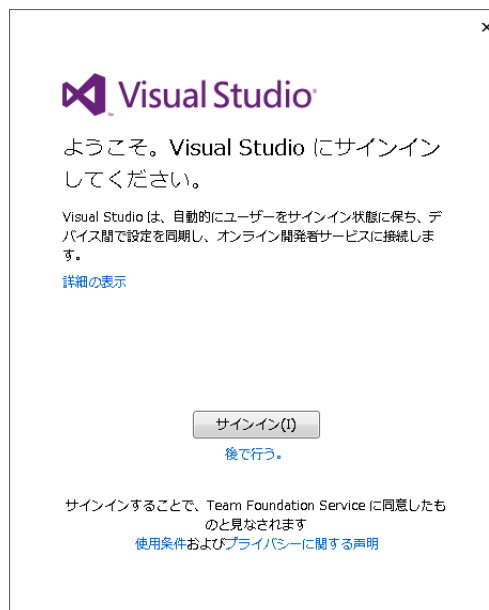 Visual Studio
ようこそ。Visual Studio にサインイン
してください。
Visual Studio は、自動的にユーザーをサインイン状態に保ち、デ
バイス間で設定を同期し、オンライン開発者サービスに接続しま
す。
詳細の表示
サインイン(I)
後で行う。
サインインすることで、Team Foundation Service に同意したも
のと見なされます
使用条件およびプライバシーに関する声明